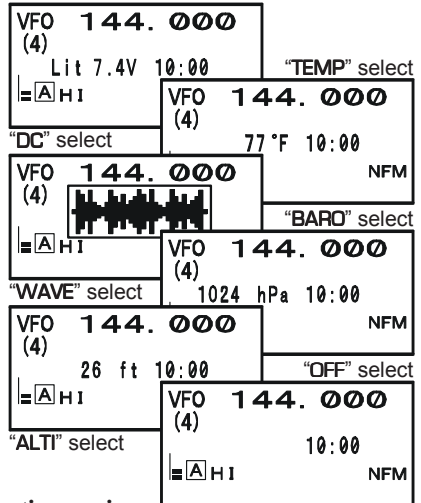 VFO 144.000
(4)
Lit 7.4V 10:00
A HI
"DC" select
"TEMP" select
VFO 144.000
(4)
77°F 10:00
NFM
VFO 144.000
(4)
A HI
"WAVE" select
"BARO" select
VFO 144.000
(4)
1024 hPa 10:00
NFM
VFO 144.000
(4)
26 ft 10:00
A HI
"ALTI" select
"OFF" select
VFO 144.000
(4)
10:00
A HI
NFM